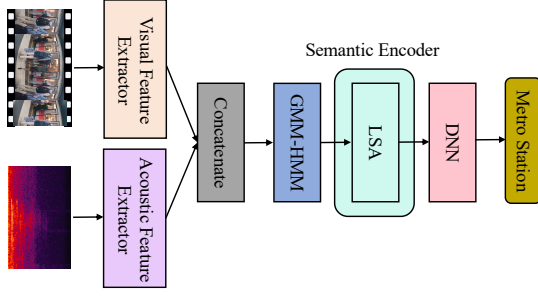 Visual Feature
Extractor
Acoustic Feature
Extractor
Concatenate
GMM-HMM
Semantic Encoder
LSA
DNN
Metro Station